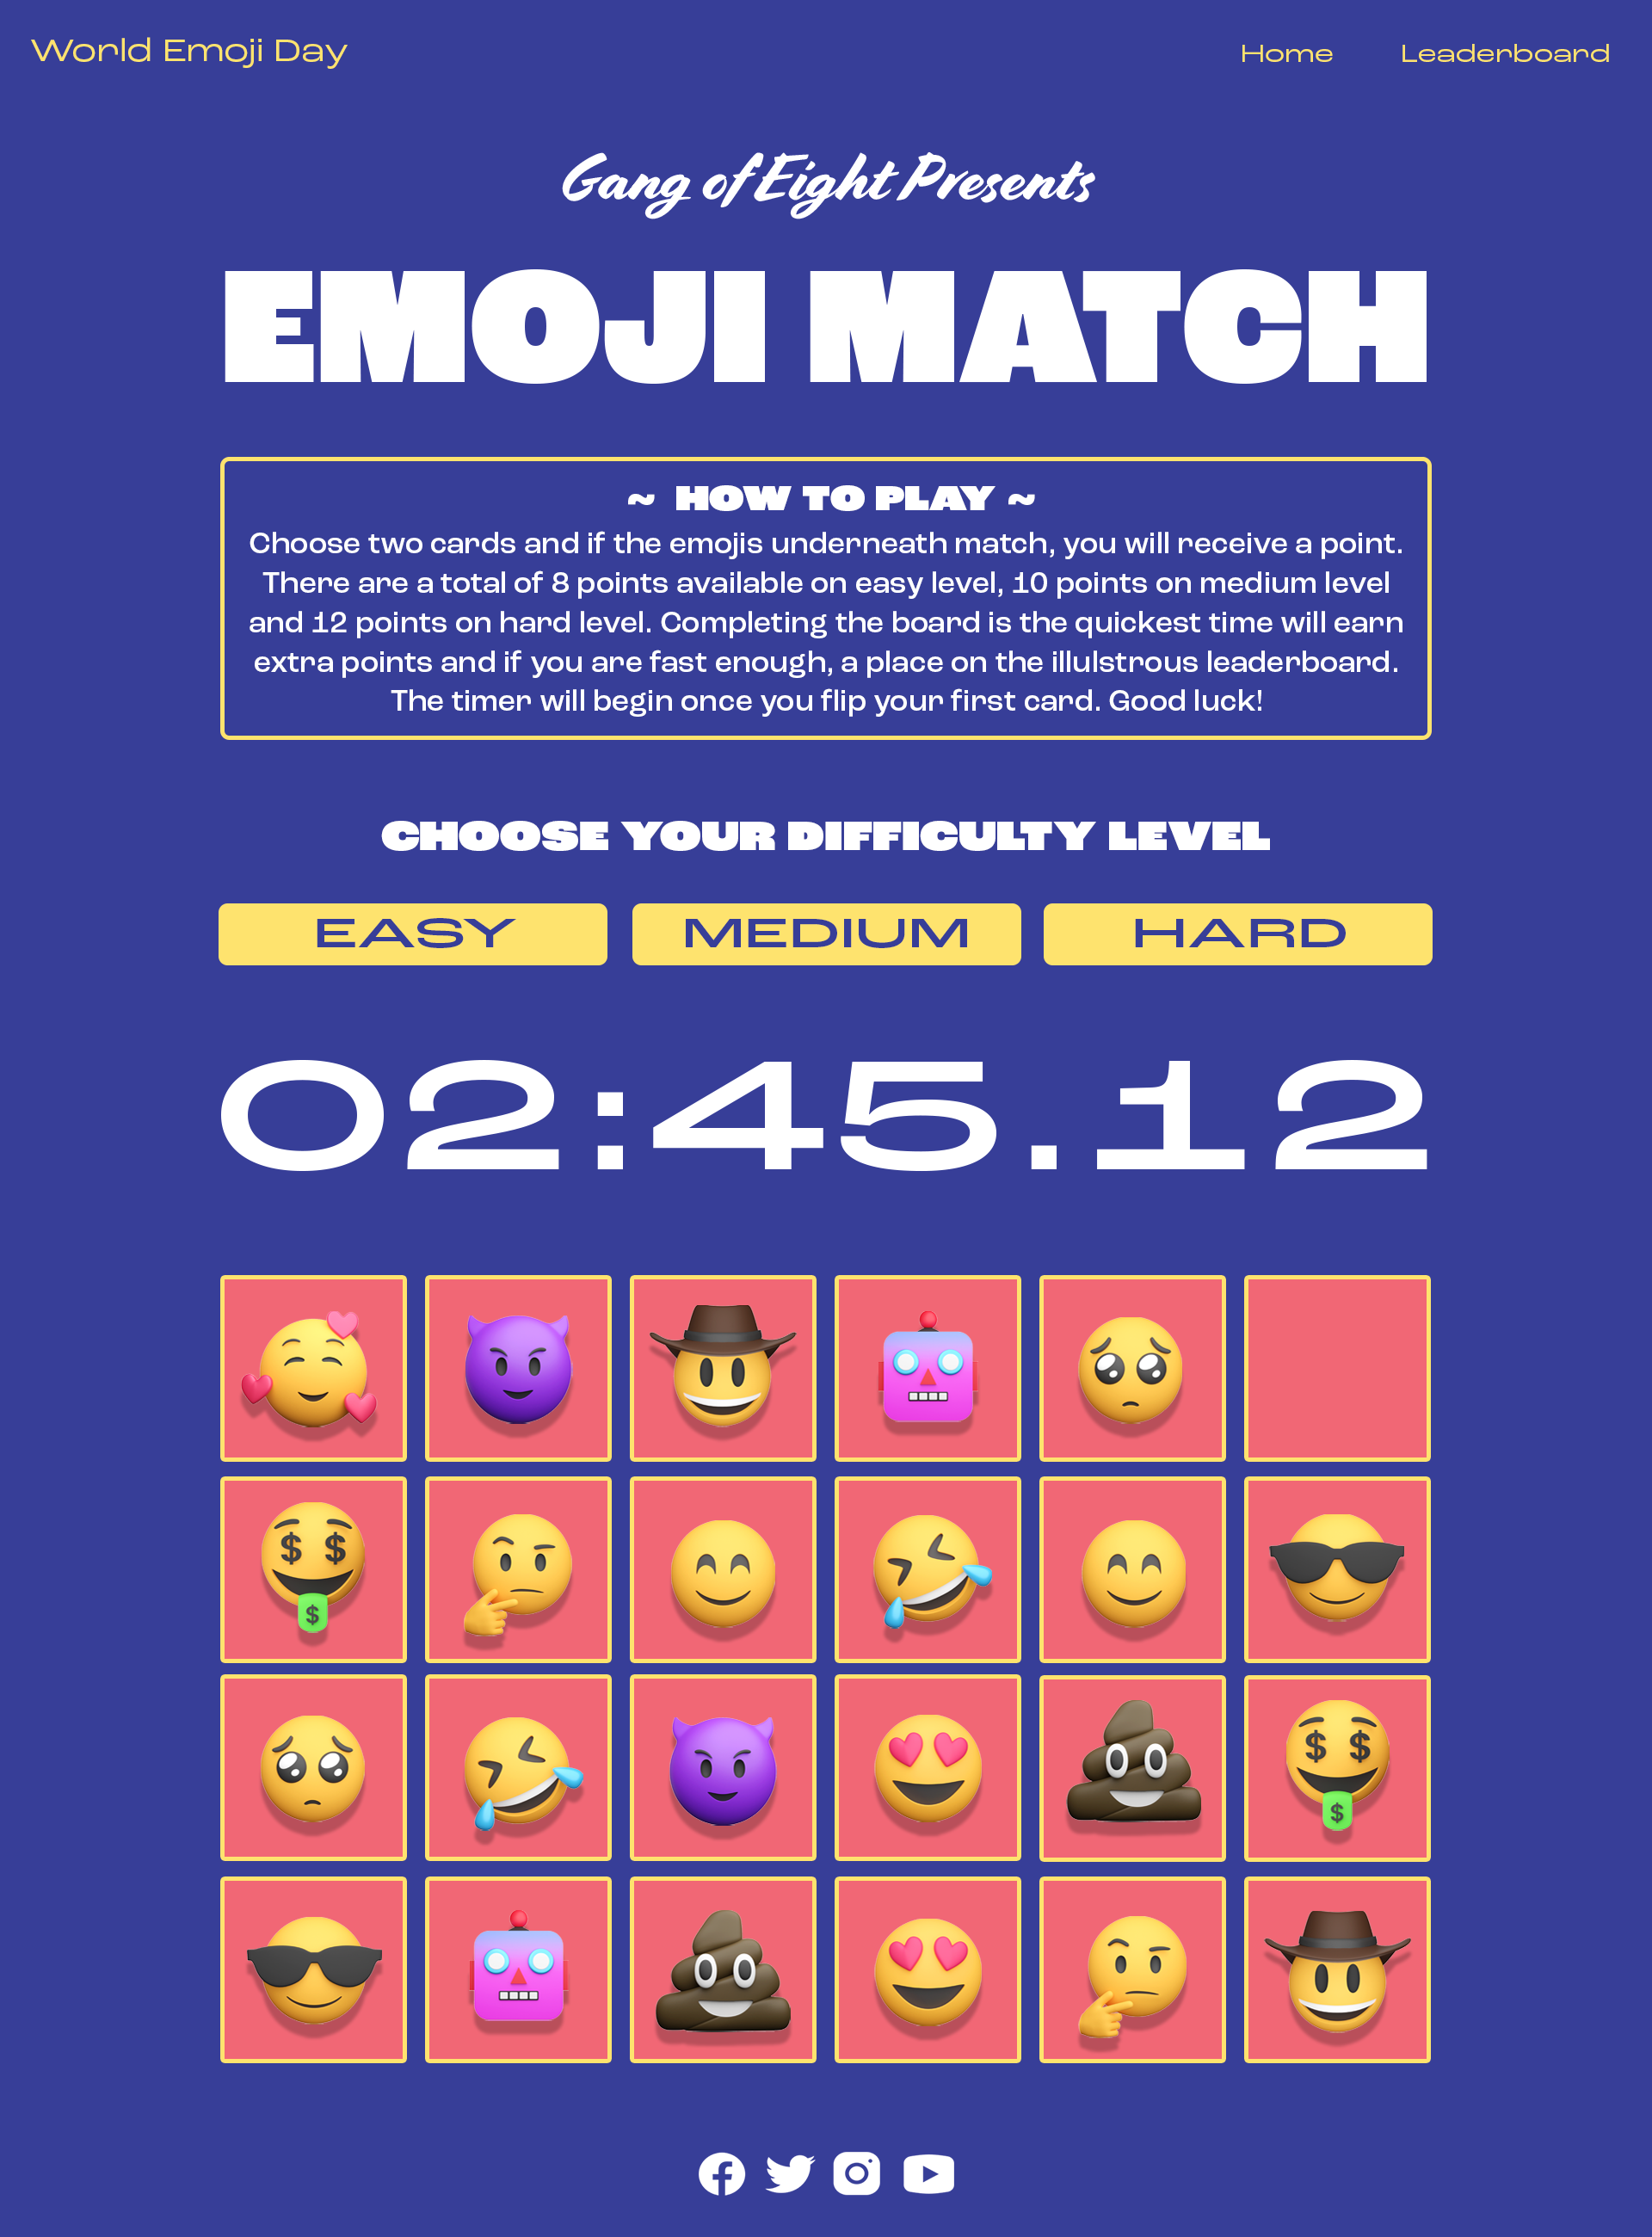 World Emoji Day
Home
Leaderboard
Gang of Eight Presents
EMOJI MATCH
~ HOW TO PLAY ~
Choose two cards and if the emojis underneath match, you will receive a point.
There are a total of 8 points available on easy level, 10 points on medium level
and 12 points on hard level. Completing the board is the quickest time will earn
extra points and if you are fast enough, a place on the illulstrous leaderboard.
The timer will begin once you flip your first card. Good luck!
CHOOSE YOUR DIFFICULTY LEVEL
EASY
MEDIUM
HARD
02:45.12